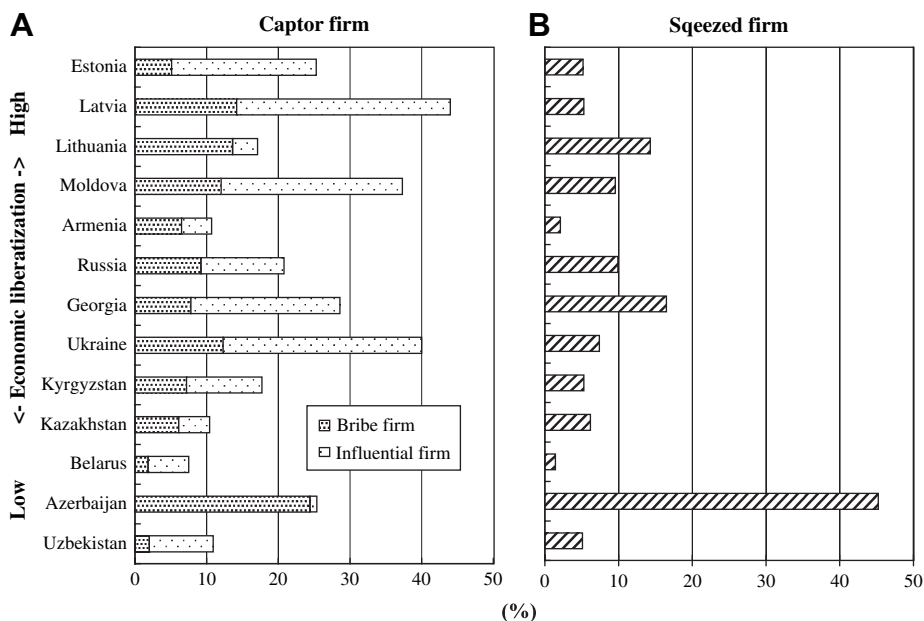 A
Captor firm
Estonia
Latvia
Lithuania
Moldova
Armenia
Russia
Georgia
Ukraine
Kyrgyzstan
Kazakhstan
Belarus
Azerbaijan
Uzbekistan
Low <- Economic liberatization -> High
Bribe firm
Influential firm
0 10 20 30 40 50
B
Sqeezed firm
0 10 20 30 40 50
(%)